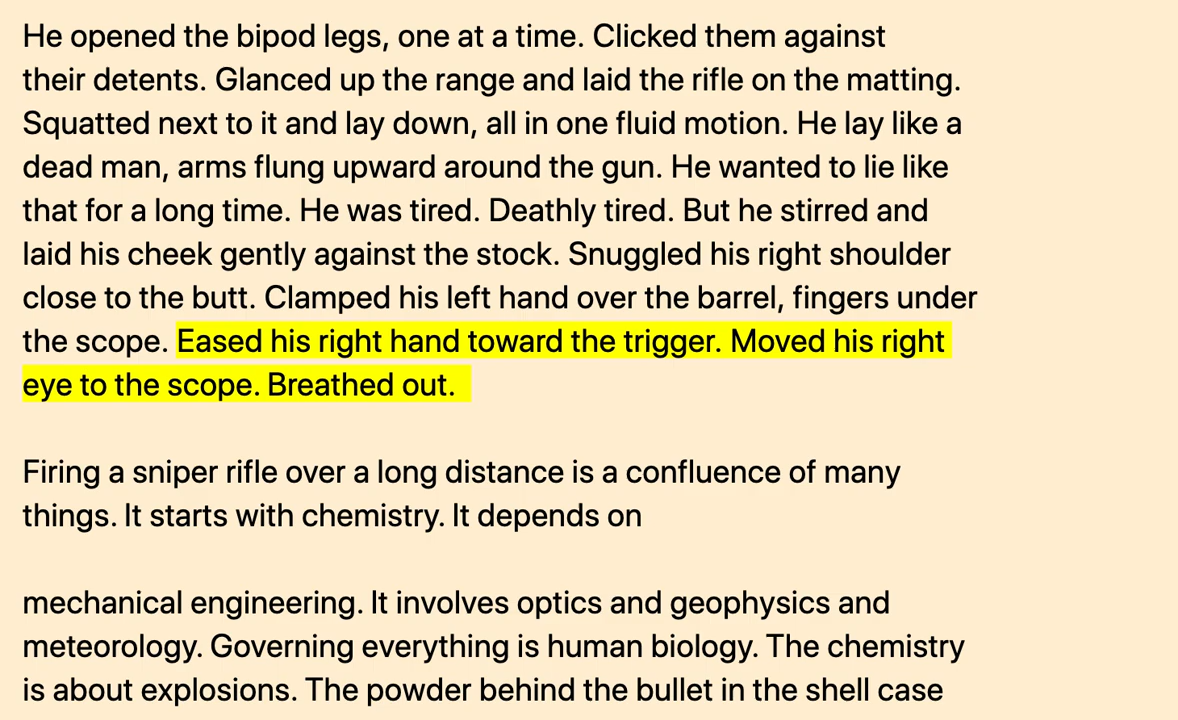 He opened the bipod legs, one at a time. Clicked them against
their detents. Glanced up the range and laid the rifle on the matting.
Squatted next to it and lay down, all in one fluid motion. He lay like a
dead man, arms flung upward around the gun. He wanted to lie like
that for a long time. He was tired. Deathly tired. But he stirred and
laid his cheek gently against the stock. Snuggled his right shoulder
close to the butt. Clamped his left hand over the barrel, fingers under
the scope. Eased his right hand toward the trigger. Moved his right
eye to the scope. Breathed out.
Firing a sniper rifle over a long distance is a confluence of many
things. It starts with chemistry. It depends on
mechanical engineering. It involves optics and geophysics and
meteorology. Governing everything is human biology. The chemistry
is about explosions. The powder behind the bullet in the shell case